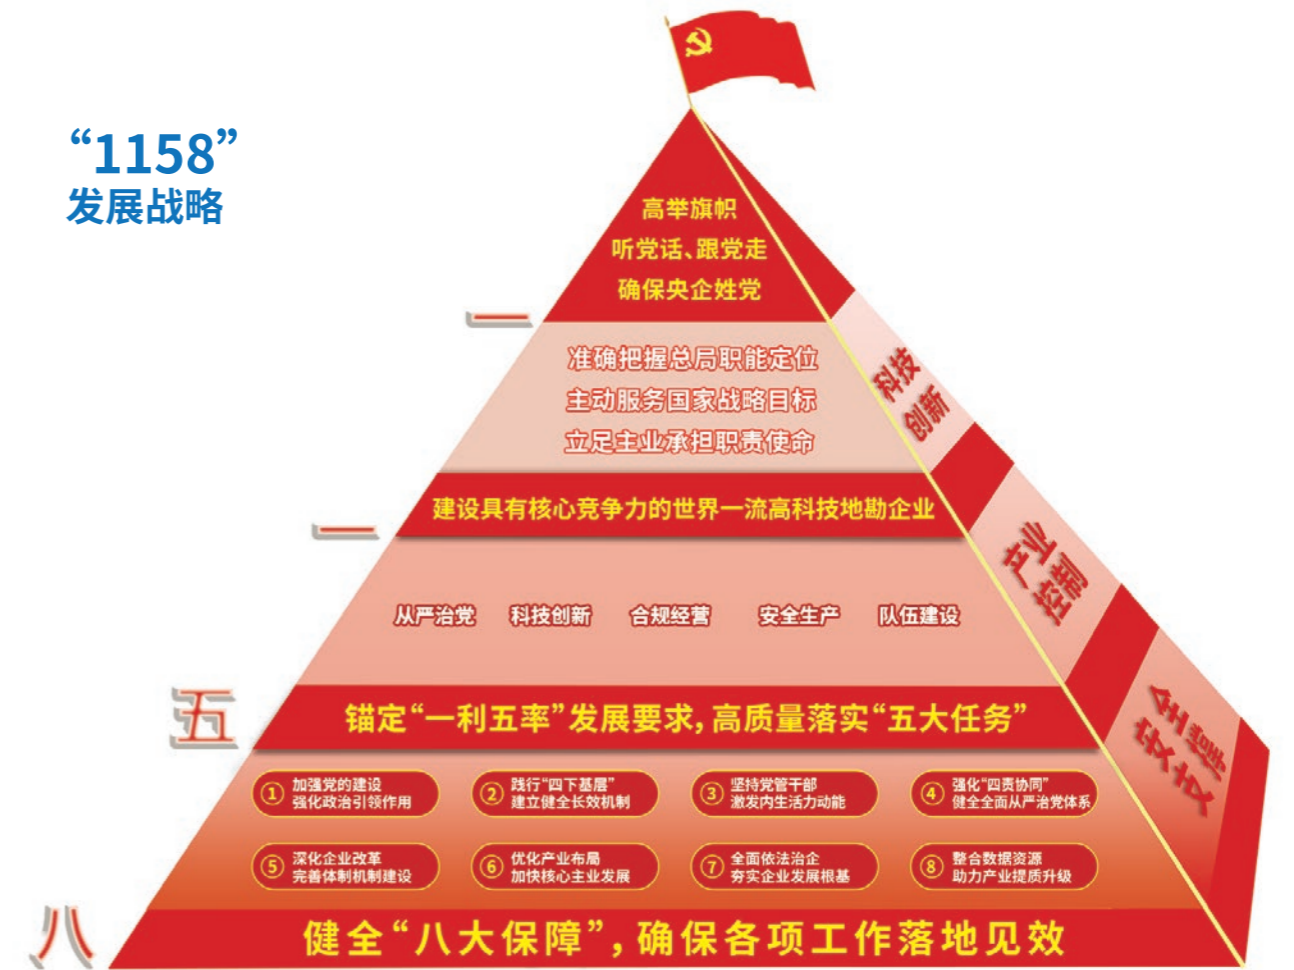 “1158”
发展战略
高举旗帜
听党话、跟党走
确保央企姓党
一
准确把握总局职能定位
主动服务国家战略目标
立足主业承担职责使命
科技
创新
建设具有核心竞争力的世界一流高科技地勘企业
一
产业
控制
从严治党 科技创新 合规经营 安全生产 队伍建设
五
锚定“一利五率”发展要求，高质量落实“五大任务”
安全
支撑
① 加强党的建设
强化政治引领作用
② 践行“四下基层”
建立健全长效机制
③ 坚持党管干部
激发内生活力动能
④ 强化“四责协同”
健全全面从严治党体系
⑤ 深化企业改革
完善体制机制建设
⑥ 优化产业布局
加快核心主业发展
⑦ 全面依法治企
夯实企业发展根基
⑧ 整合数据资源
助力产业提质升级
八
健全“八大保障”，确保各项工作落地见效